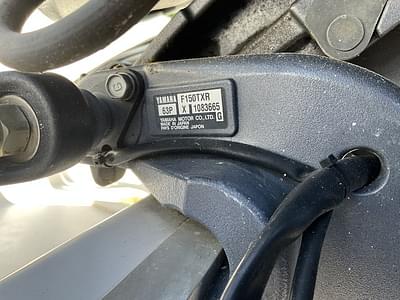 YAMAHA F150TXR
63P X 1083665
YAMAHA MOTOR CO.,LTD. G
MADE IN JAPAN
PAYS D'ORIGINE JAPON